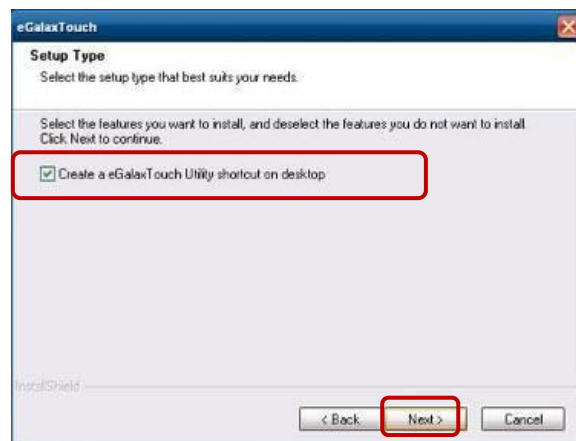 eGalaxTouch
Setup Type
Select the setup type that best suits your needs.
Select the features you want to install, and deselect the features you do not want to install.
Click Next to continue.
Create a eGalaxTouch Utility shortcut on desktop
InstallShield
< Back
Next >
Cancel